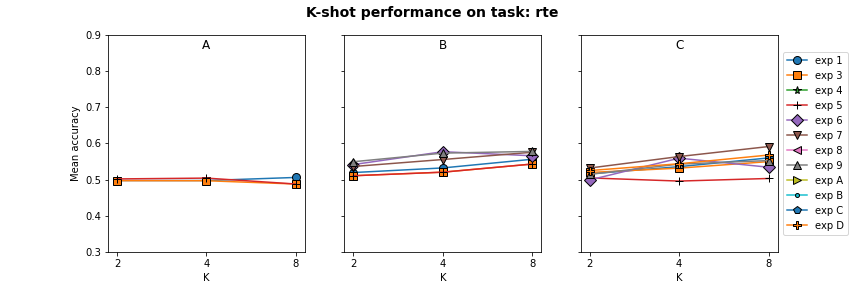 K-shot performance on task: rte
A
B
C
Mean accuracy
0.9
0.8
0.7
0.6
0.5
0.4
0.3
2
4
8
K
2
4
8
K
2
4
8
K
exp 1
exp 3
exp 4
exp 5
exp 6
exp 7
exp 8
exp 9
exp A
exp B
exp C
exp D